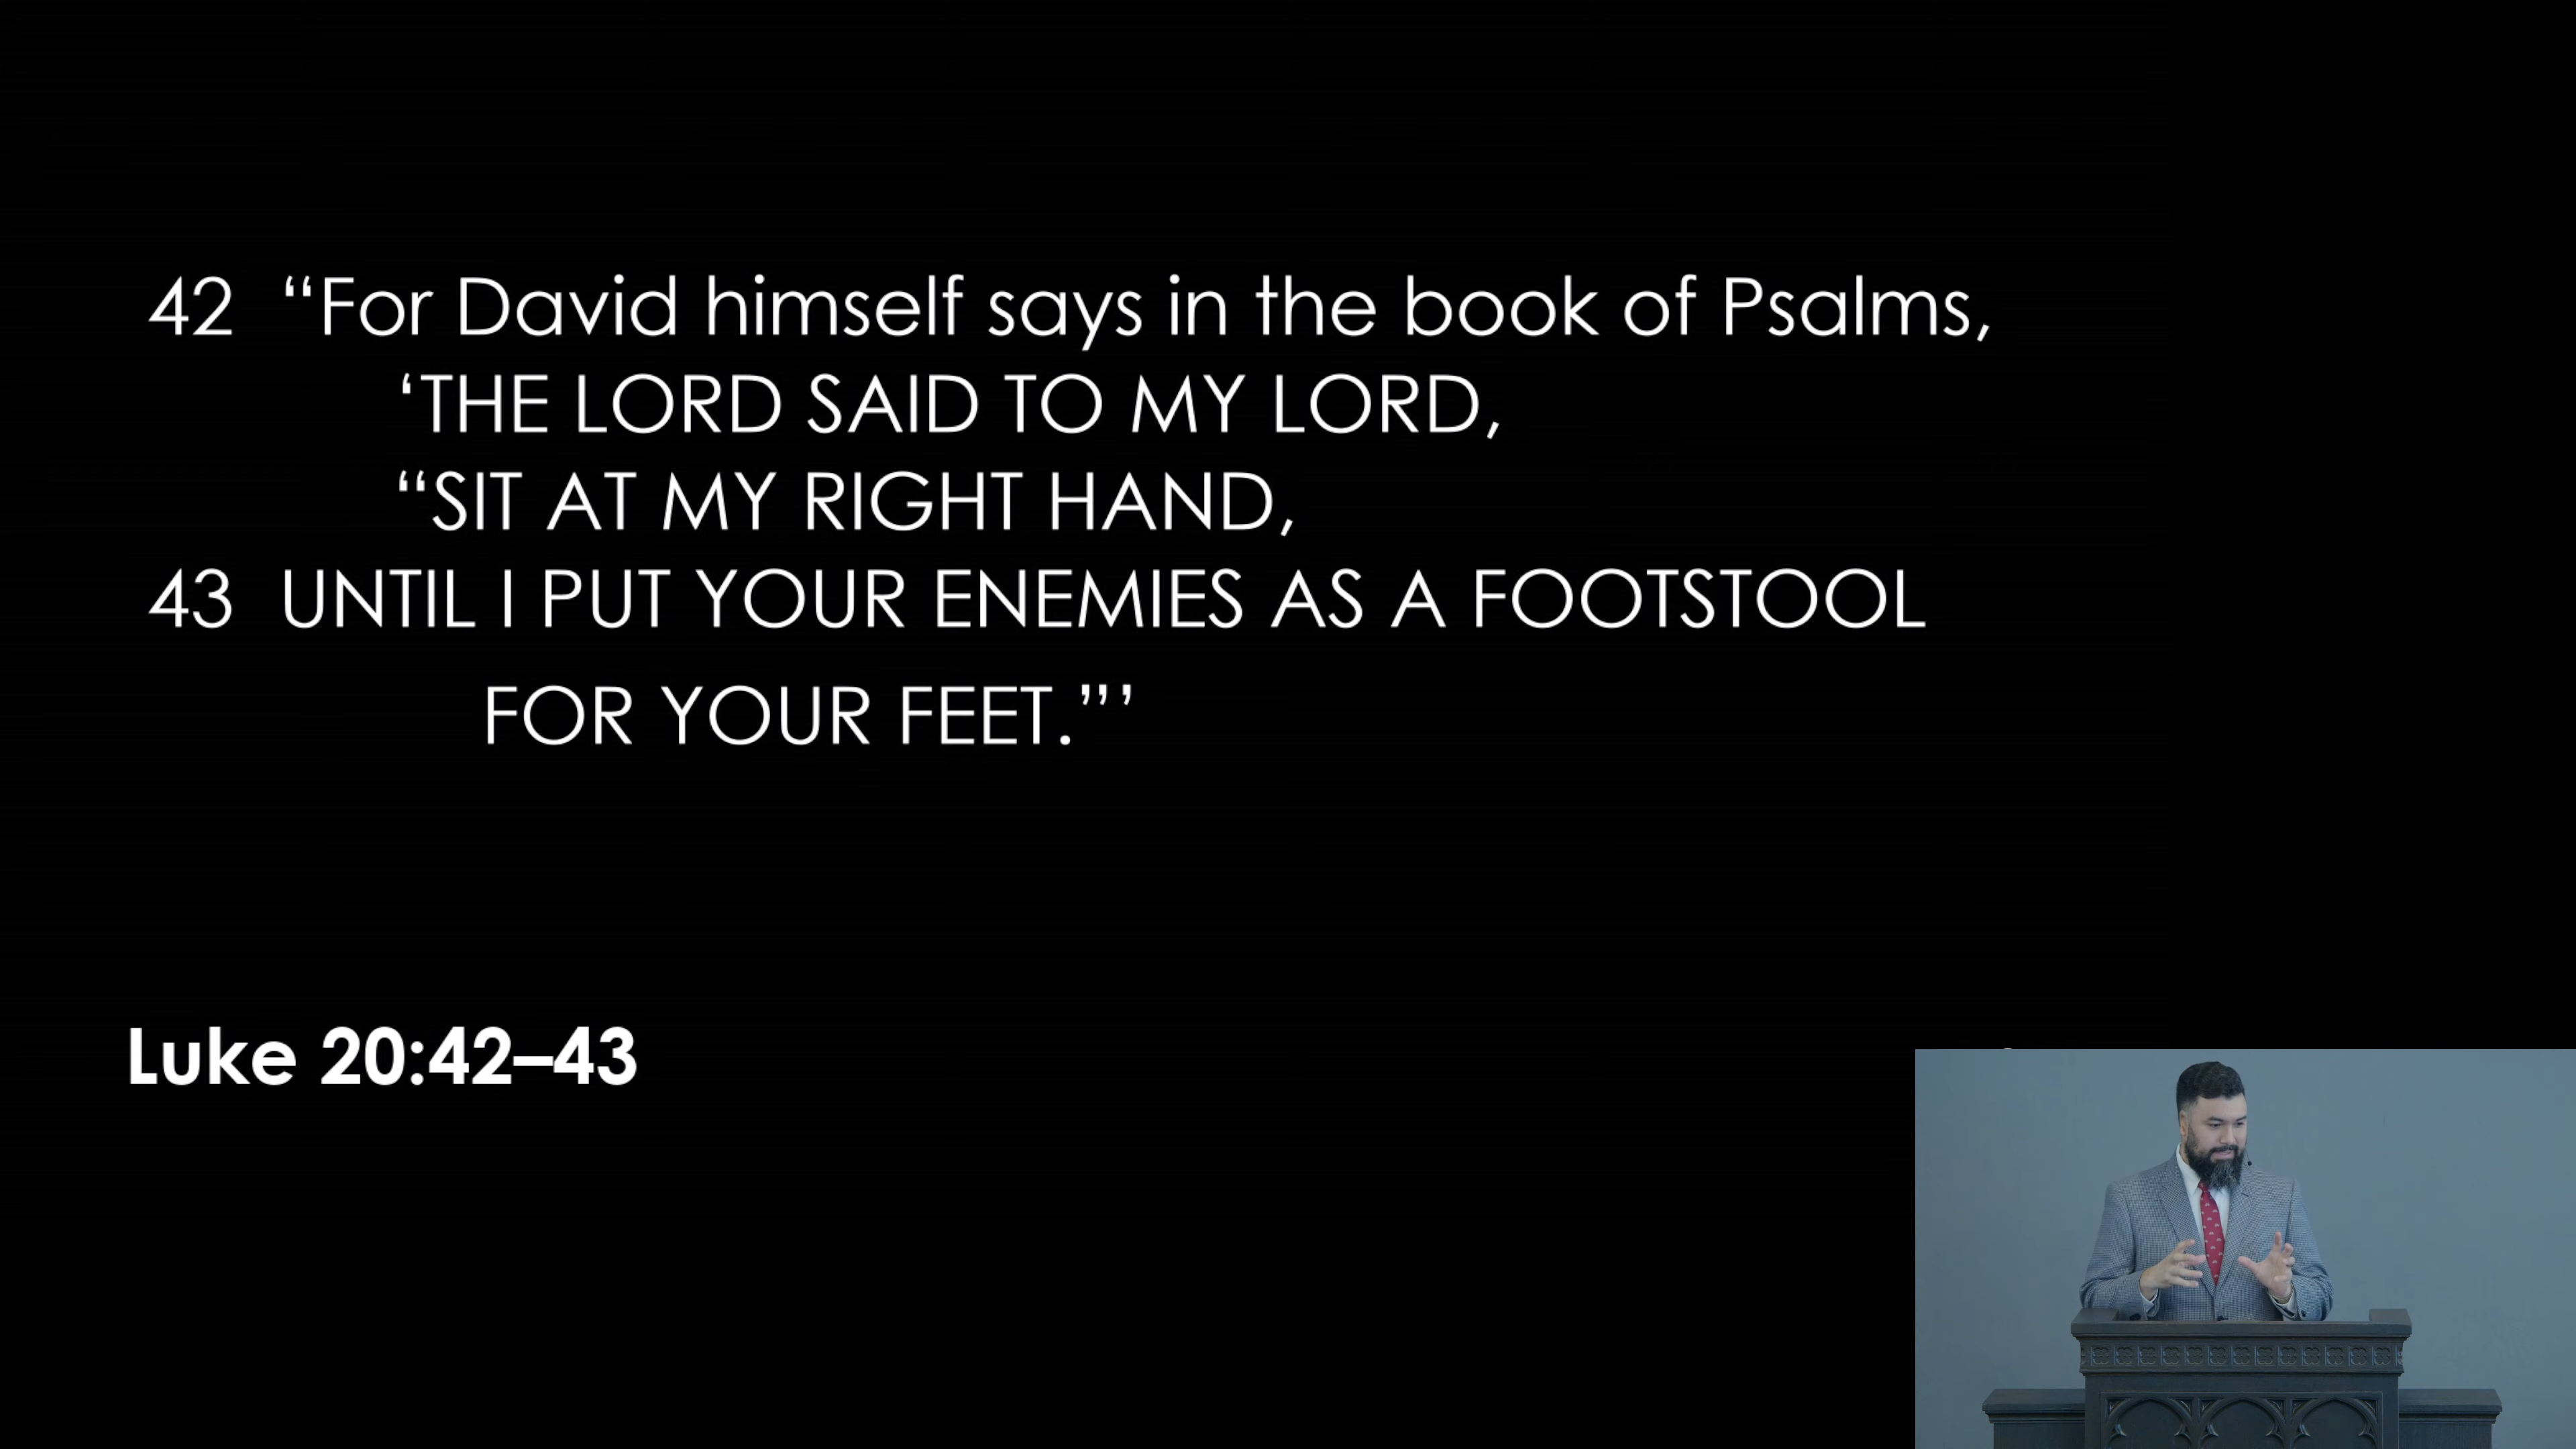 42 “For David himself says in the book of Psalms,
‘THE LORD SAID TO MY LORD,
“SIT AT MY RIGHT HAND,
43 UNTIL I PUT YOUR ENEMIES AS A FOOTSTOOL
FOR YOUR FEET.”’
Luke 20:42–43